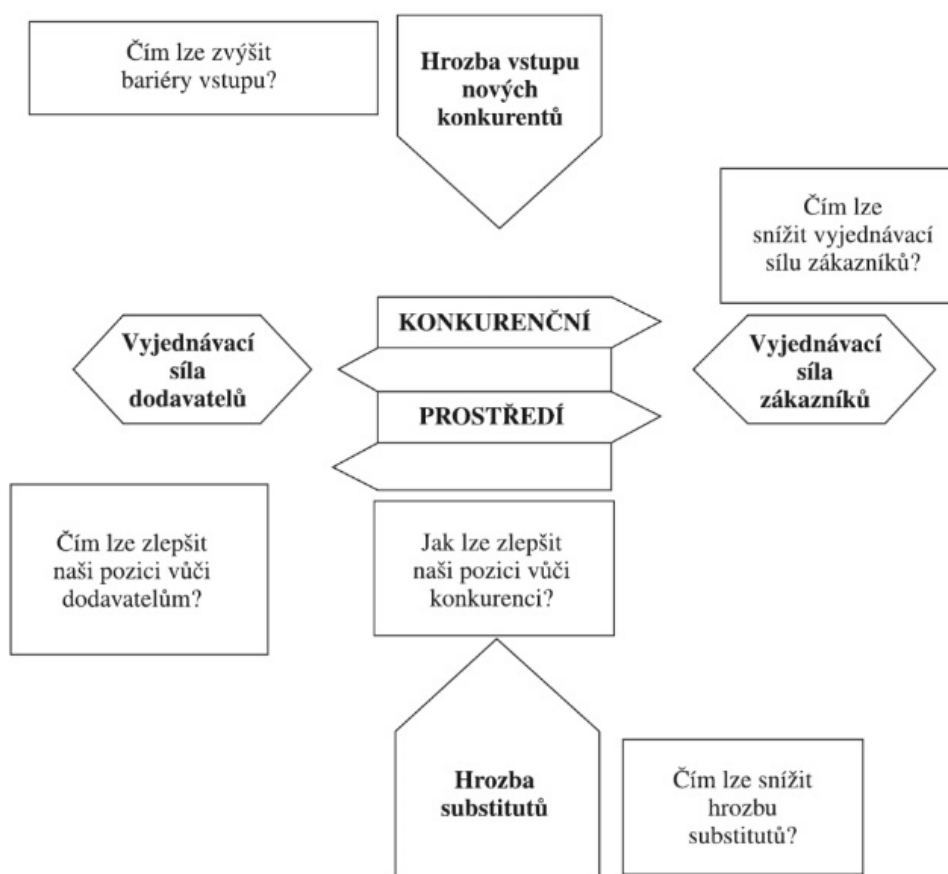 Čím lze zvýšit
bariéry vstupu?
Hrozba vstupu
nových
konkurentů
Čím lze
snížit vyjednávací
sílu zákazníků?
Vyjednávací
síla
dodavatelů
KONKURENČNÍ
PROSTŘEDÍ
Vyjednávací
síla
zákazníků
Čím lze zlepšit
naši pozici vůči
dodavatelům?
Jak lze zlepšit
naši pozici vůči
konkurenci?
Hrozba
substitutů
Čím lze snížit
hrozbu
substitutů?